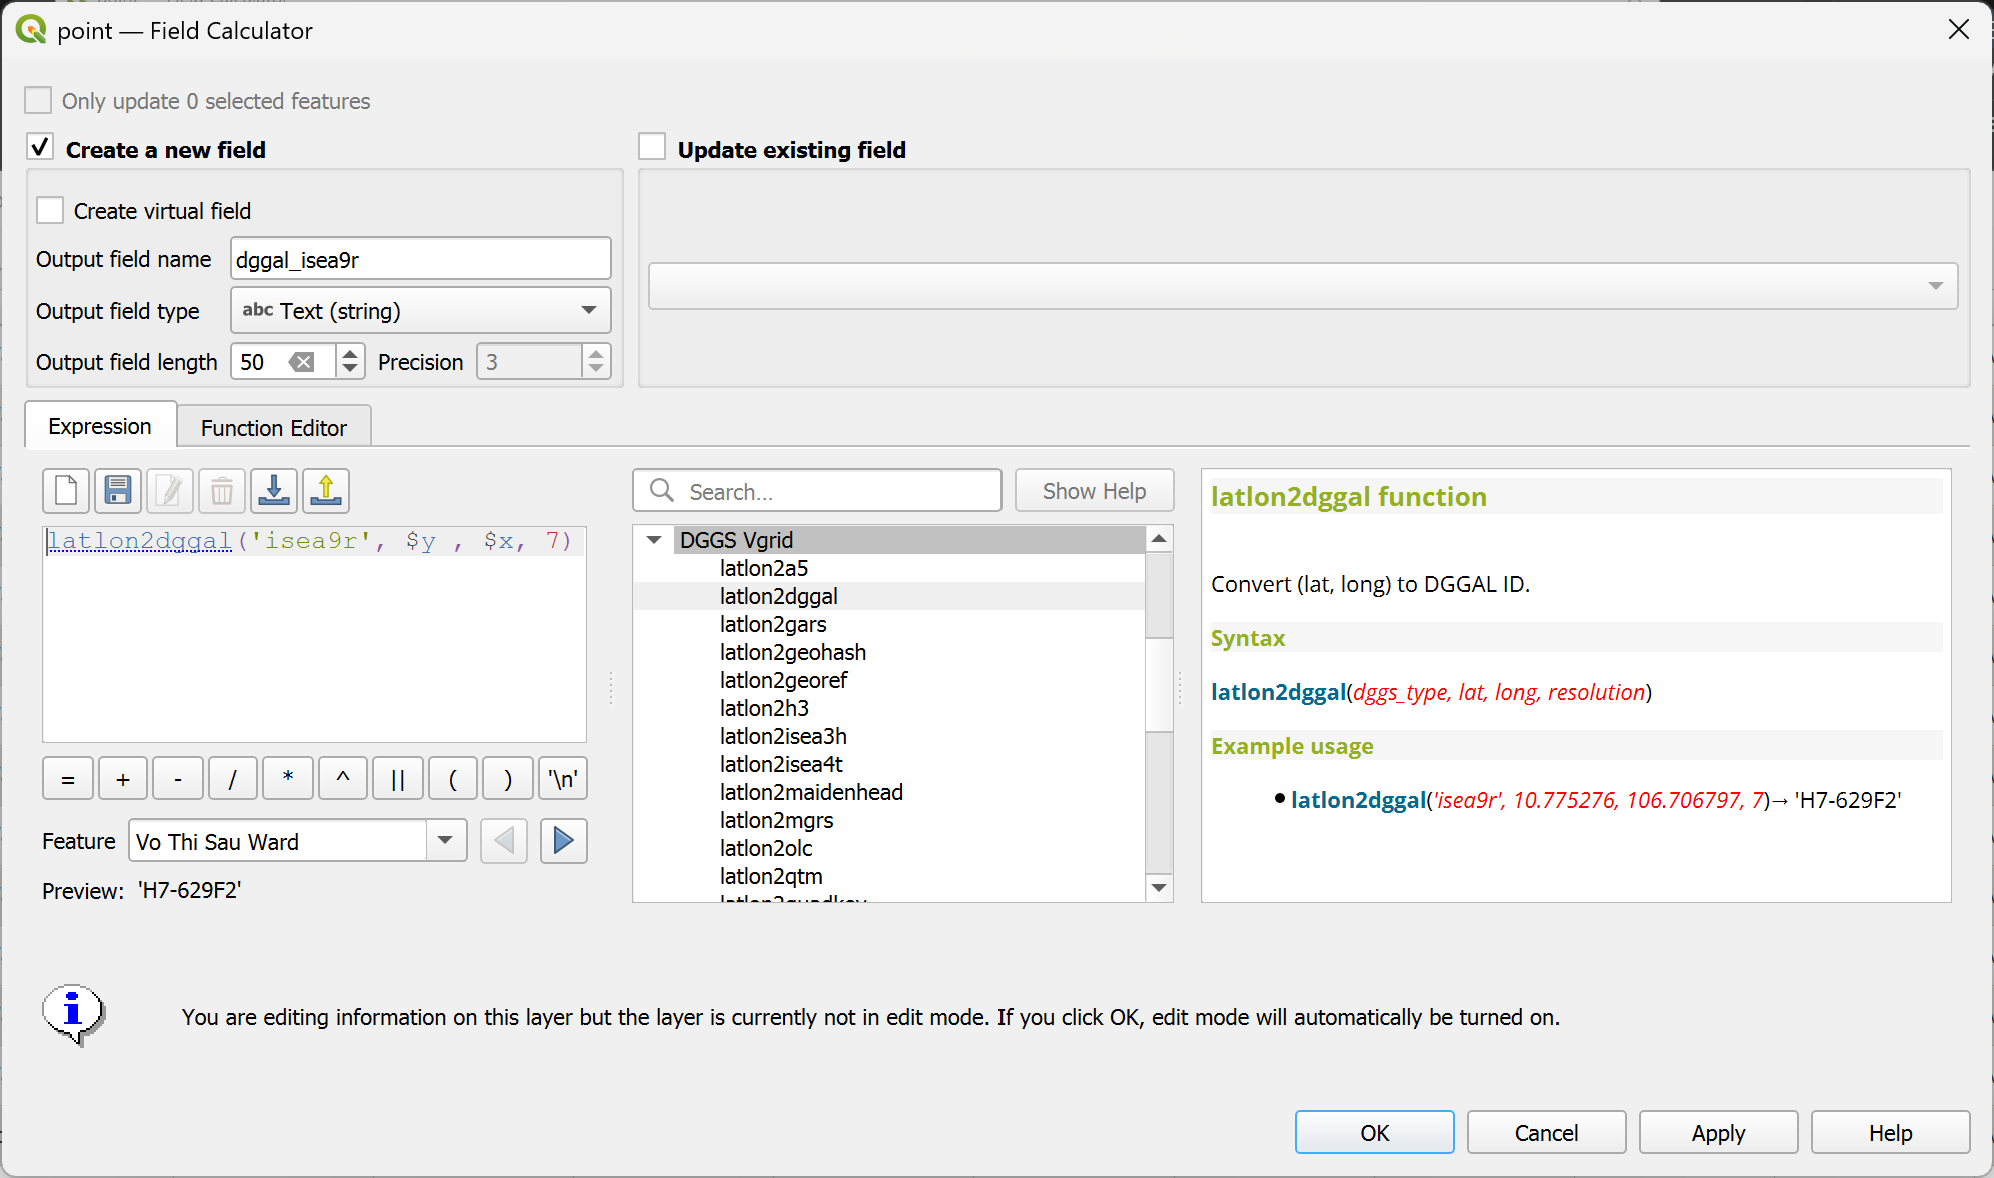 point — Field Calculator
Only update 0 selected features
Create a new field
Update existing field
Create virtual field
Output field name
dggal_isea9r
Output field type
abc Text (string)
Output field length
50
Precision
3
Expression
Function Editor
Search...
Show Help
latlon2dggal('isea9r', $y , $x, 7)
DGGS Vgrid
latlon2a5
latlon2dggal
latlon2gars
latlon2geohash
latlon2georef
latlon2h3
latlon2isea3h
latlon2isea4t
latlon2maidenhead
latlon2mgrs
latlon2olc
latlon2qtm
latlon2dggal function
Convert (lat, long) to DGGAL ID.
Syntax
latlon2dggal(dggs_type, lat, long, resolution)
Example usage
● latlon2dggal('isea9r', 10.775276, 106.706797, 7)→ 'H7-629F2'
= + - / * ^ || ( ) '\n'
Feature
Vo Thi Sau Ward
Preview: 'H7-629F2'
You are editing information on this layer but the layer is currently not in edit mode. If you click OK, edit mode will automatically be turned on.
OK
Cancel
Apply
Help